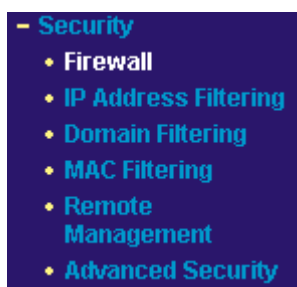 – Security
• Firewall
• IP Address Filtering
• Domain Filtering
• MAC Filtering
• Remote
Management
• Advanced Security